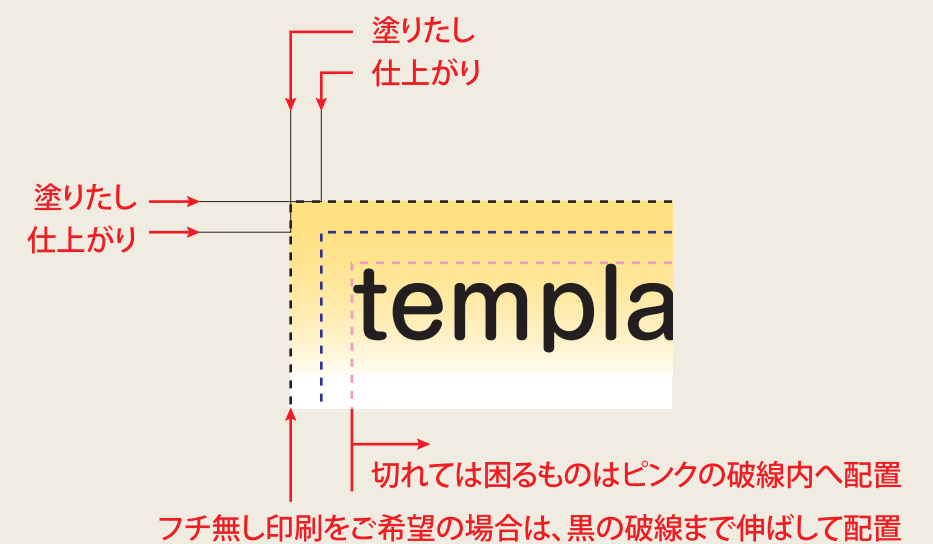 塗りたし
仕上がり
塗りたし
仕上がり
templa
切れては困るものはピンクの破線内へ配置
フチ無し印刷をご希望の場合は、黒の破線まで伸ばして配置